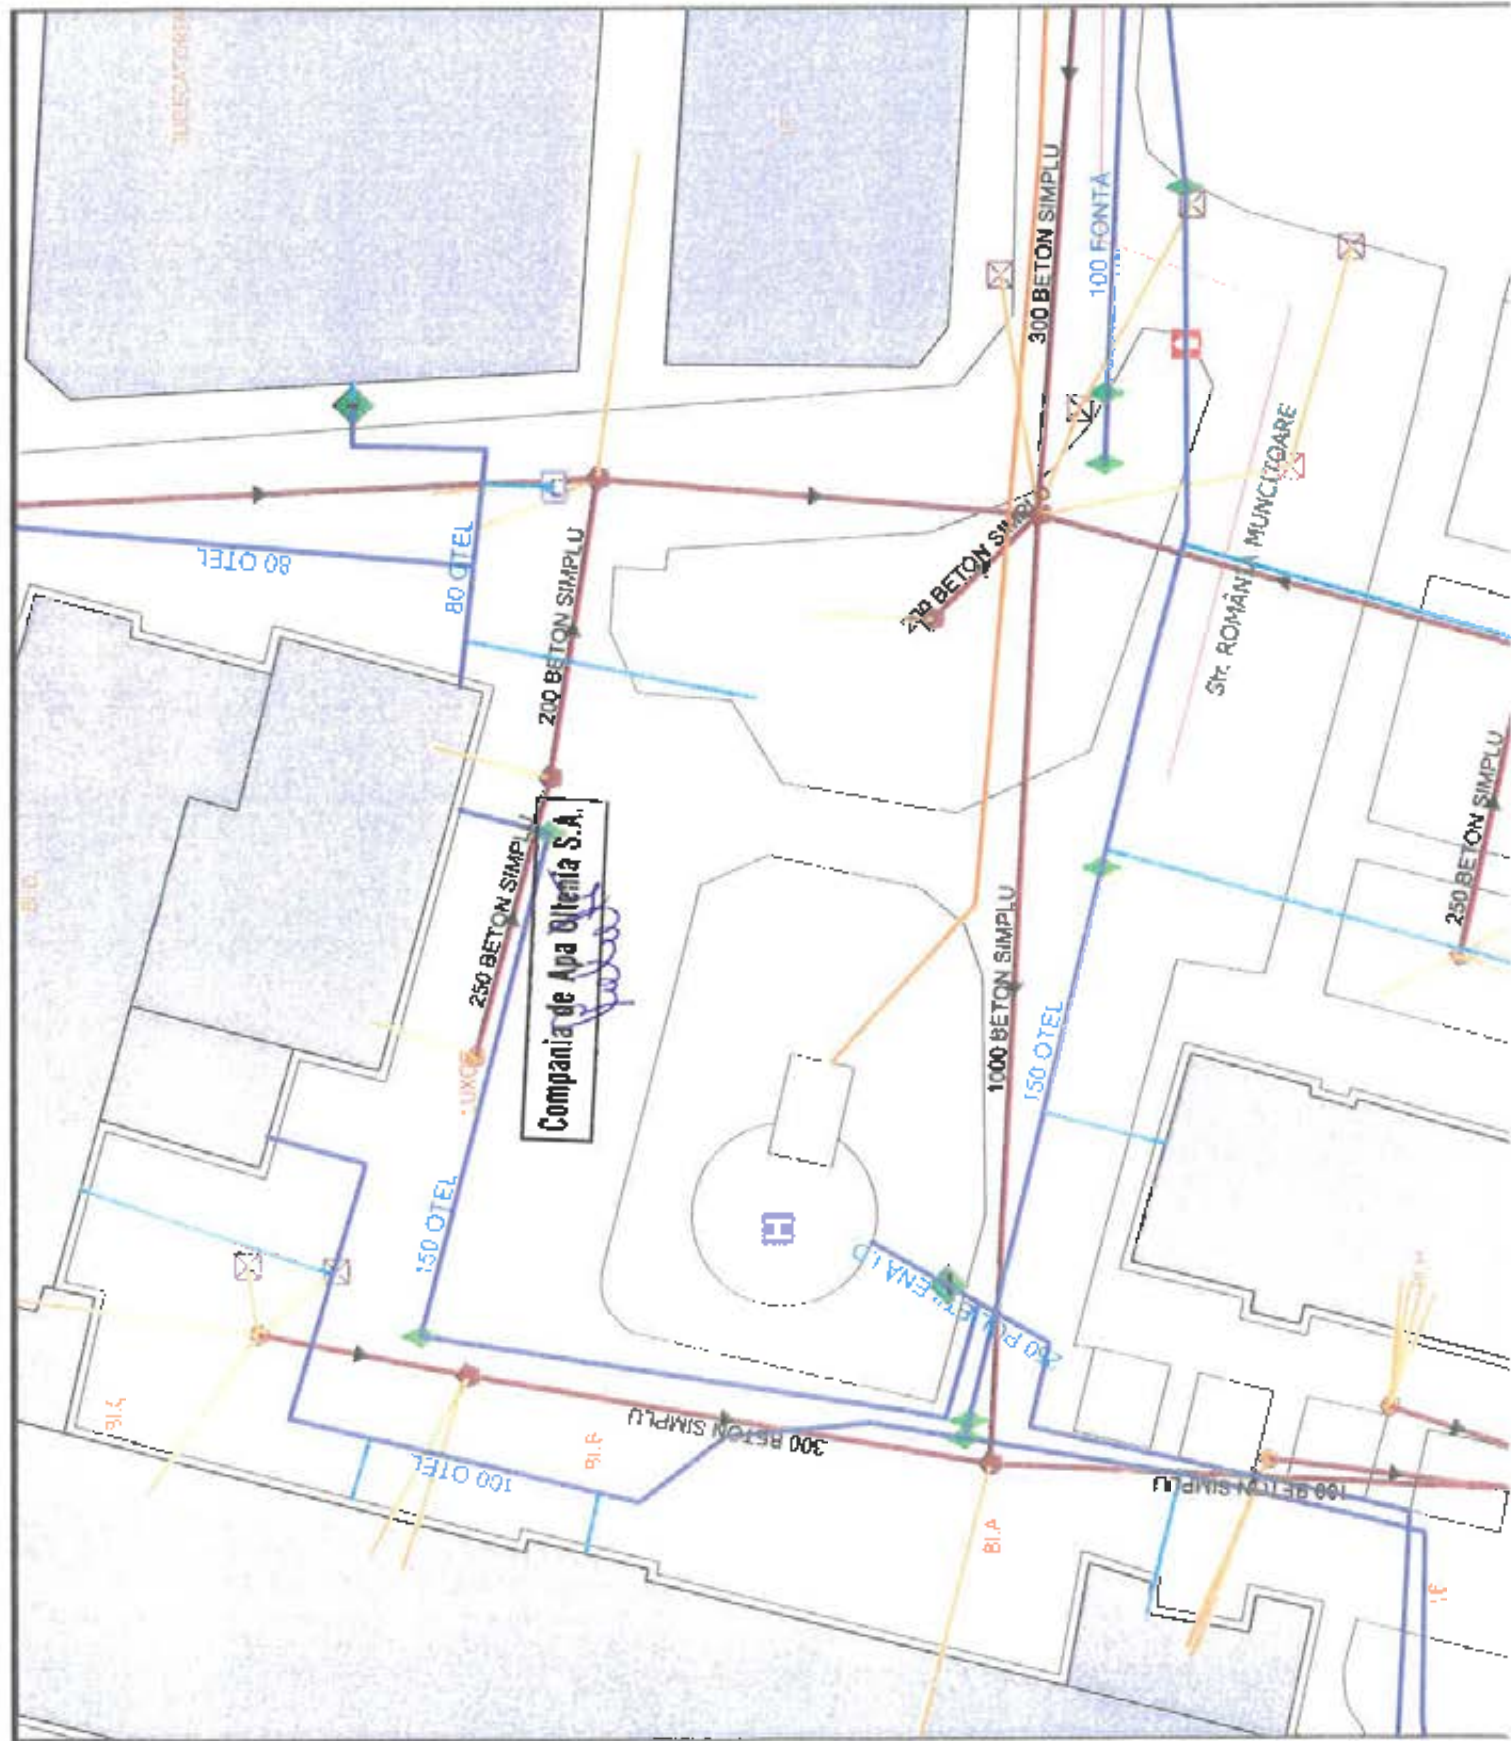 300 BETON SIMPLU
100 FONTĂ
80 OTEL
80 OTEL
200 BETON SIMPLU
Str. ROMÂNIA MUNCITOARE
BETON
250 BETON SIMPLU
Compania de Apa Oltenia S.A.
250 BETON SIMPLU
1000 BETON SIMPLU
150 OTEL
150 OTEL
H
300 BETON SIMPLU
100 OTEL
Bl.B
Bl.A
BETON SIMPLU